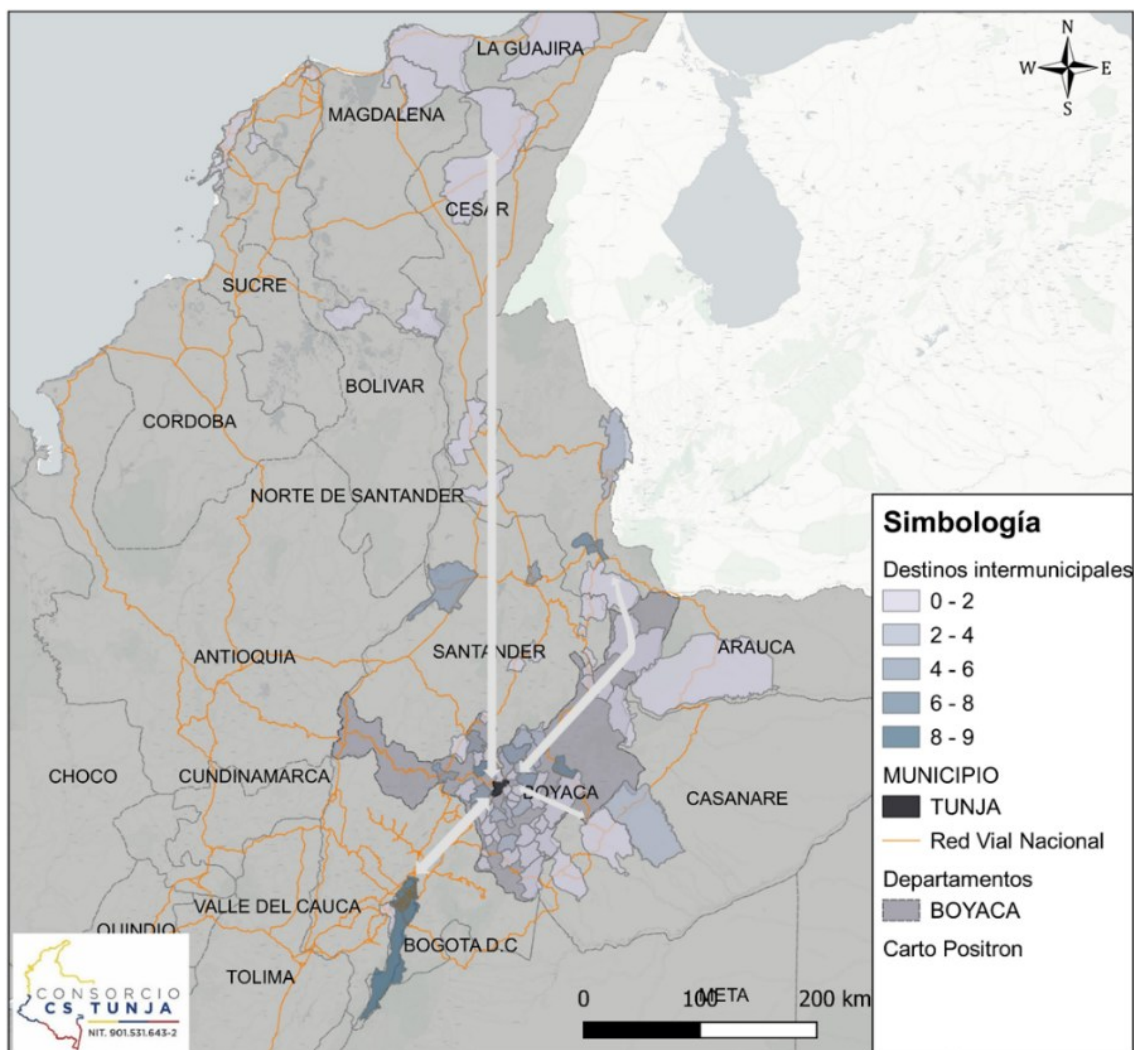 LA GUAJIRA
N
W E
S
MAGDALENA
CESAR
SUCRE
BOLIVAR
CORDOBA
NORTE DE SANTANDER
Simbología
Destinos intermunicipales
0 - 2
2 - 4
4 - 6
6 - 8
8 - 9
MUNICIPIO
TUNJA
Red Vial Nacional
Departamentos
BOYACA
Carto Positron
SANTANDER
ARAUCA
ANTIOQUIA
CHOCO
CUNDINAMARCA
BOYACA
CASANARE
VALLE DEL CAUCA
QUINDIO
BOGOTA D.C
TOLIMA
META
0 100 200 km
CONSORCIO
CS TUNJA
NIT. 901.531.643-2